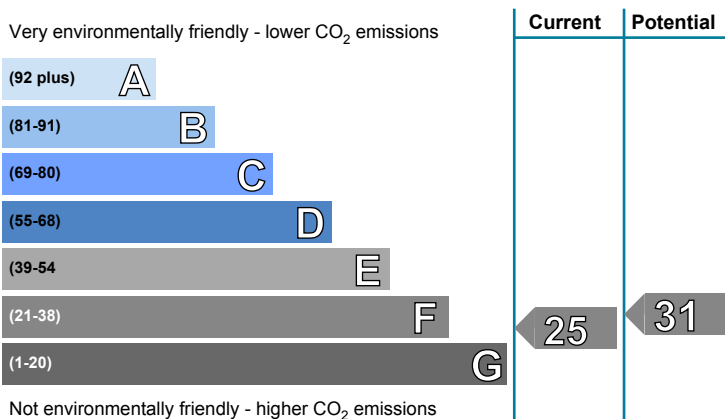 Current Potential
Very environmentally friendly - lower CO2 emissions
(92 plus) A
(81-91) B
(69-80) C
(55-68) D
(39-54 E
(21-38) F 25 31
(1-20) G
Not environmentally friendly - higher CO2 emissions